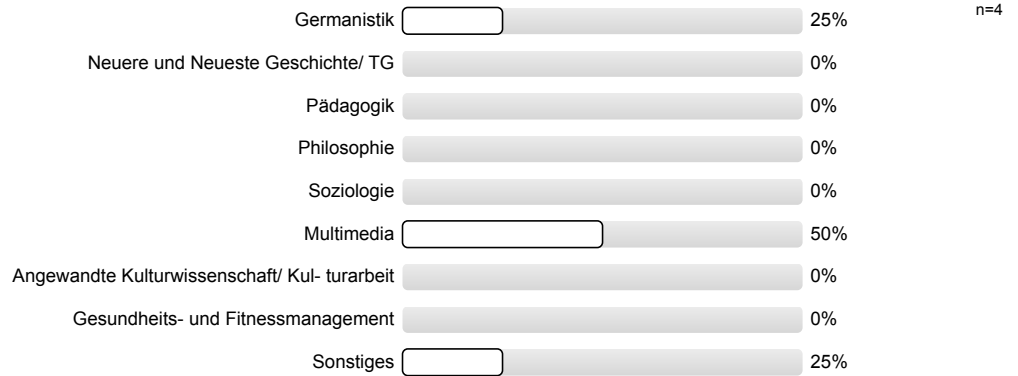 Germanistik 25% n=4
Neuere und Neueste Geschichte/ TG 0%
Pädagogik 0%
Philosophie 0%
Soziologie 0%
Multimedia 50%
Angewandte Kulturwissenschaft/ Kul- turarbeit 0%
Gesundheits- und Fitnessmanagement 0%
Sonstiges 25%